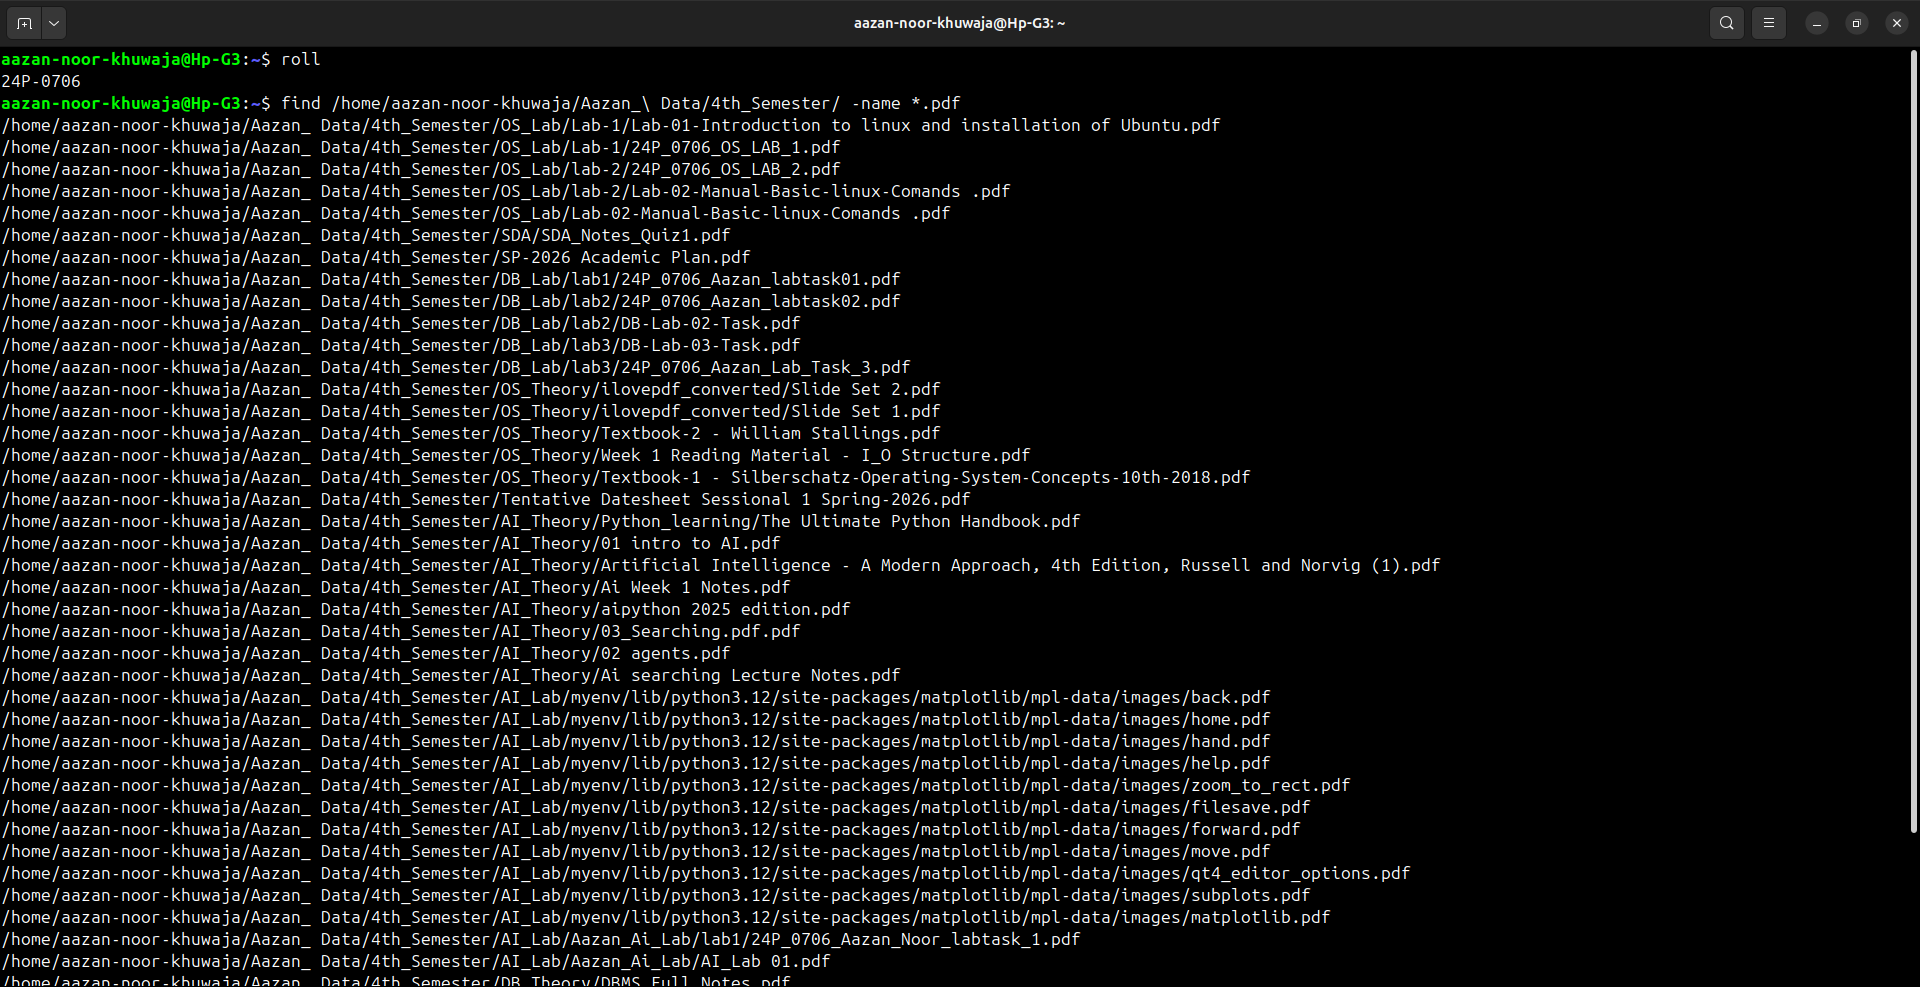 aazan-noor-khuwaja@Hp-G3: ~
aazan-noor-khuwaja@Hp-G3:~$ roll
24P-0706
aazan-noor-khuwaja@Hp-G3:~$ find /home/aazan-noor-khuwaja/Aazan_\ Data/4th_Semester/ -name *.pdf
/home/aazan-noor-khuwaja/Aazan_ Data/4th_Semester/OS_Lab/Lab-1/Lab-01-Introduction to linux and installation of Ubuntu.pdf
/home/aazan-noor-khuwaja/Aazan_ Data/4th_Semester/OS_Lab/Lab-1/24P_0706_OS_LAB_1.pdf
/home/aazan-noor-khuwaja/Aazan_ Data/4th_Semester/OS_Lab/lab-2/24P_0706_OS_LAB_2.pdf
/home/aazan-noor-khuwaja/Aazan_ Data/4th_Semester/OS_Lab/lab-2/Lab-02-Manual-Basic-linux-Comands .pdf
/home/aazan-noor-khuwaja/Aazan_ Data/4th_Semester/OS_Lab/Lab-02-Manual-Basic-linux-Comands .pdf
/home/aazan-noor-khuwaja/Aazan_ Data/4th_Semester/SDA/SDA_Notes_Quiz1.pdf
/home/aazan-noor-khuwaja/Aazan_ Data/4th_Semester/SP-2026 Academic Plan.pdf
/home/aazan-noor-khuwaja/Aazan_ Data/4th_Semester/DB_Lab/lab1/24P_0706_Aazan_labtask01.pdf
/home/aazan-noor-khuwaja/Aazan_ Data/4th_Semester/DB_Lab/lab2/24P_0706_Aazan_labtask02.pdf
/home/aazan-noor-khuwaja/Aazan_ Data/4th_Semester/DB_Lab/lab2/DB-Lab-02-Task.pdf
/home/aazan-noor-khuwaja/Aazan_ Data/4th_Semester/DB_Lab/lab3/DB-Lab-03-Task.pdf
/home/aazan-noor-khuwaja/Aazan_ Data/4th_Semester/DB_Lab/lab3/24P_0706_Aazan_Lab_Task_3.pdf
/home/aazan-noor-khuwaja/Aazan_ Data/4th_Semester/OS_Theory/ilovepdf_converted/Slide Set 2.pdf
/home/aazan-noor-khuwaja/Aazan_ Data/4th_Semester/OS_Theory/ilovepdf_converted/Slide Set 1.pdf
/home/aazan-noor-khuwaja/Aazan_ Data/4th_Semester/OS_Theory/Textbook-2 - William Stallings.pdf
/home/aazan-noor-khuwaja/Aazan_ Data/4th_Semester/OS_Theory/Week 1 Reading Material - I_O Structure.pdf
/home/aazan-noor-khuwaja/Aazan_ Data/4th_Semester/OS_Theory/Textbook-1 - Silberschatz-Operating-System-Concepts-10th-2018.pdf
/home/aazan-noor-khuwaja/Aazan_ Data/4th_Semester/Tentative Datesheet Sessional 1 Spring-2026.pdf
/home/aazan-noor-khuwaja/Aazan_ Data/4th_Semester/AI_Theory/Python_learning/The Ultimate Python Handbook.pdf
/home/aazan-noor-khuwaja/Aazan_ Data/4th_Semester/AI_Theory/01 intro to AI.pdf
/home/aazan-noor-khuwaja/Aazan_ Data/4th_Semester/AI_Theory/Artificial Intelligence - A Modern Approach, 4th Edition, Russell and Norvig (1).pdf
/home/aazan-noor-khuwaja/Aazan_ Data/4th_Semester/AI_Theory/Ai Week 1 Notes.pdf
/home/aazan-noor-khuwaja/Aazan_ Data/4th_Semester/AI_Theory/aipython 2025 edition.pdf
/home/aazan-noor-khuwaja/Aazan_ Data/4th_Semester/AI_Theory/03_Searching.pdf.pdf
/home/aazan-noor-khuwaja/Aazan_ Data/4th_Semester/AI_Theory/02 agents.pdf
/home/aazan-noor-khuwaja/Aazan_ Data/4th_Semester/AI_Theory/Ai searching Lecture Notes.pdf
/home/aazan-noor-khuwaja/Aazan_ Data/4th_Semester/AI_Lab/myenv/lib/python3.12/site-packages/matplotlib/mpl-data/images/back.pdf
/home/aazan-noor-khuwaja/Aazan_ Data/4th_Semester/AI_Lab/myenv/lib/python3.12/site-packages/matplotlib/mpl-data/images/home.pdf
/home/aazan-noor-khuwaja/Aazan_ Data/4th_Semester/AI_Lab/myenv/lib/python3.12/site-packages/matplotlib/mpl-data/images/hand.pdf
/home/aazan-noor-khuwaja/Aazan_ Data/4th_Semester/AI_Lab/myenv/lib/python3.12/site-packages/matplotlib/mpl-data/images/help.pdf
/home/aazan-noor-khuwaja/Aazan_ Data/4th_Semester/AI_Lab/myenv/lib/python3.12/site-packages/matplotlib/mpl-data/images/zoom_to_rect.pdf
/home/aazan-noor-khuwaja/Aazan_ Data/4th_Semester/AI_Lab/myenv/lib/python3.12/site-packages/matplotlib/mpl-data/images/filesave.pdf
/home/aazan-noor-khuwaja/Aazan_ Data/4th_Semester/AI_Lab/myenv/lib/python3.12/site-packages/matplotlib/mpl-data/images/forward.pdf
/home/aazan-noor-khuwaja/Aazan_ Data/4th_Semester/AI_Lab/myenv/lib/python3.12/site-packages/matplotlib/mpl-data/images/move.pdf
/home/aazan-noor-khuwaja/Aazan_ Data/4th_Semester/AI_Lab/myenv/lib/python3.12/site-packages/matplotlib/mpl-data/images/qt4_editor_options.pdf
/home/aazan-noor-khuwaja/Aazan_ Data/4th_Semester/AI_Lab/myenv/lib/python3.12/site-packages/matplotlib/mpl-data/images/subplots.pdf
/home/aazan-noor-khuwaja/Aazan_ Data/4th_Semester/AI_Lab/myenv/lib/python3.12/site-packages/matplotlib/mpl-data/images/matplotlib.pdf
/home/aazan-noor-khuwaja/Aazan_ Data/4th_Semester/AI_Lab/Aazan_Ai_Lab/lab1/24P_0706_Aazan_Noor_labtask_1.pdf
/home/aazan-noor-khuwaja/Aazan_ Data/4th_Semester/AI_Lab/Aazan_Ai_Lab/AI_Lab 01.pdf
/home/aazan-noor-khuwaja/Aazan_ Data/4th_Semester/DB_Theory/DBMS_Full_Notes.pdf